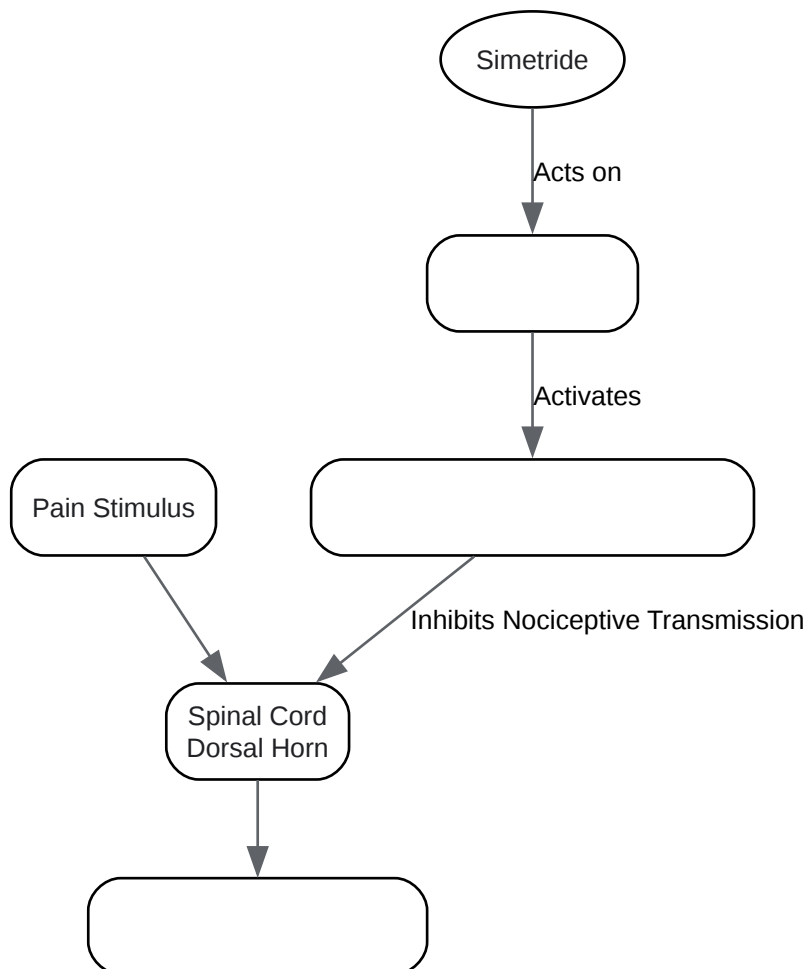 Simetride
Acts on
Activates
Pain Stimulus
Inhibits Nociceptive Transmission
Spinal Cord
Dorsal Horn